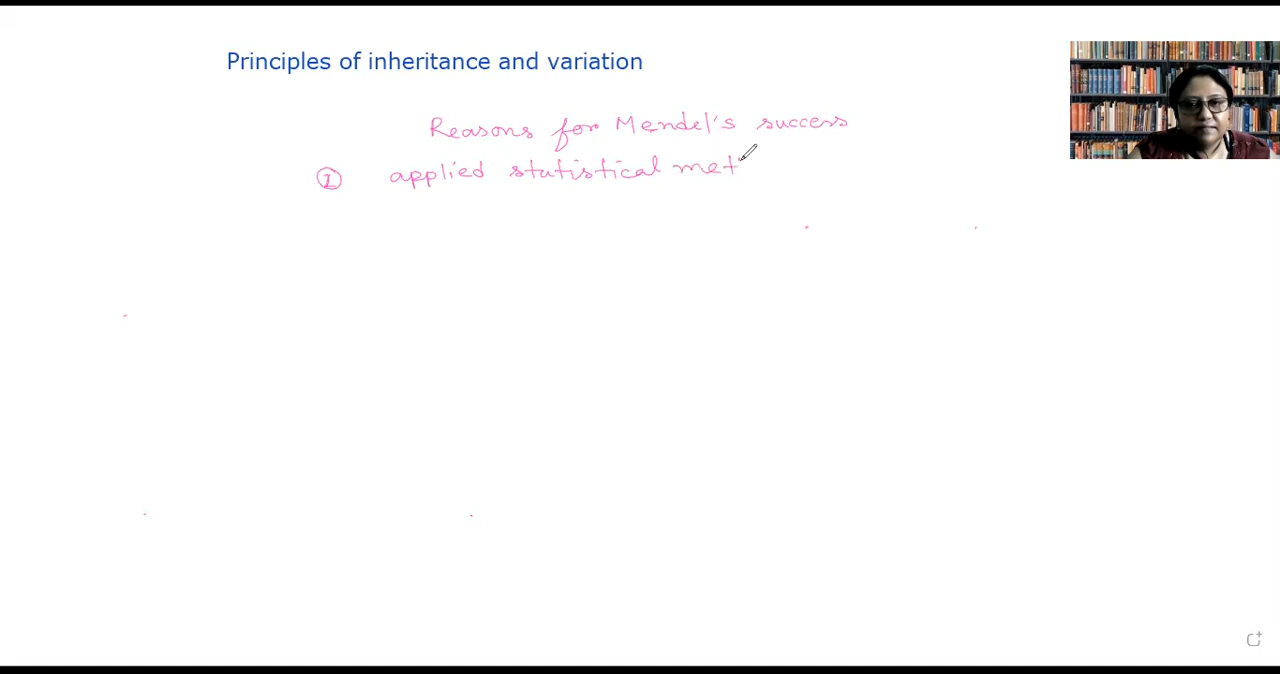 Principles of inheritance and variation
Reasons for Mendel's success
① applied statistical met